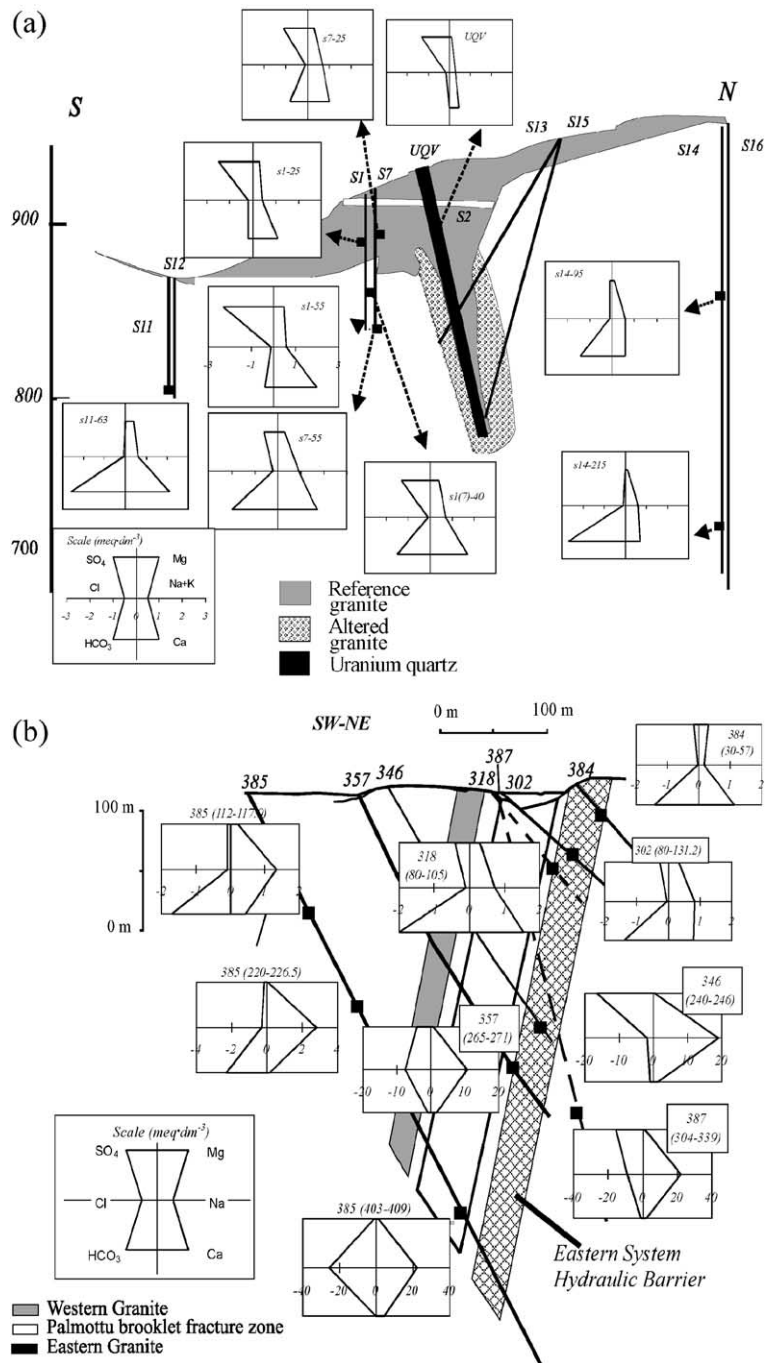 (a)
s7-25
UQV
S
N
S13
S15
S14
S16
UQV
s1-25
S1
S7
S2
900
S12
S11
s1-55
-3
-1
1
3
s14-95
800
s11-63
s7-55
s1(7)-40
s14-215
700
Scale (meq·dm-3)
SO4
Mg
Cl
Na+K
-3 -2 -1 0 1 2 3
HCO3
Ca
Reference granite
Altered granite
Uranium quartz
(b)
SW-NE
0 m
100 m
387
384
(30-57)
385
357
346
318
302
384
-2 -1 0 1 2
100 m
385 (112-117.0)
318
(80-105)
302 (80-131.2)
-2 -1 0 1 2
-2 -1 0 1 2
-2 -1 0 1 2
0 m
385 (220-226.5)
346
(240-246)
357
(265-271)
-4 -2 0 2 4
-20 -10 0 10 20
-20 -10 0 10 20
387
(304-339)
Scale (meq·dm-3)
SO4
Mg
Cl
Na
HCO3
Ca
385 (403-409)
-40 -20 0 20 40
-40 -20 0 20 40
Eastern System
Hydraulic Barrier
Western Granite
Palmottu brooklet fracture zone
Eastern Granite